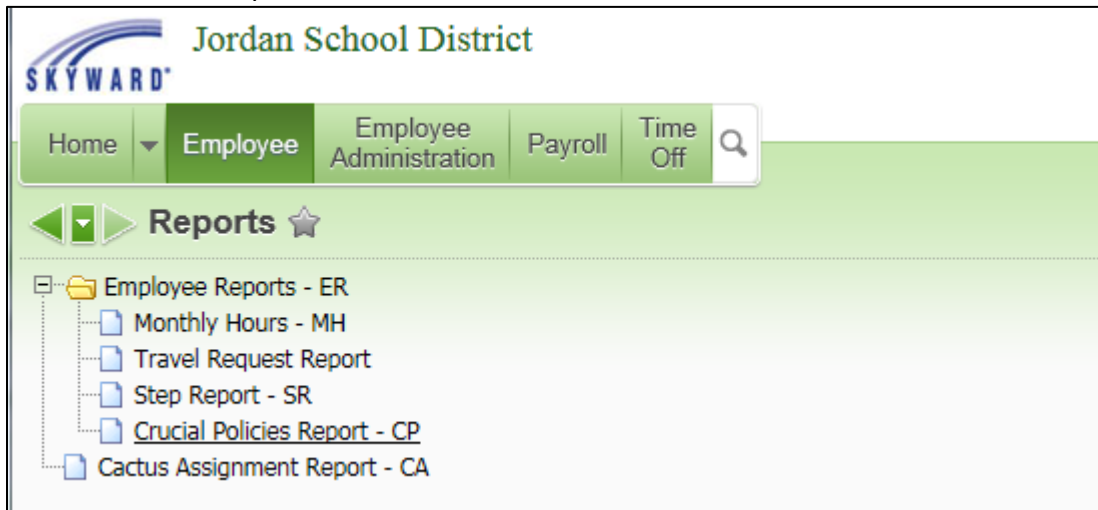 Jordan School District
SKYWARD
Home Employee Employee Administration Payroll Time Off
Reports
Employee Reports - ER
Monthly Hours - MH
Travel Request Report
Step Report - SR
Crucial Policies Report - CP
Cactus Assignment Report - CA